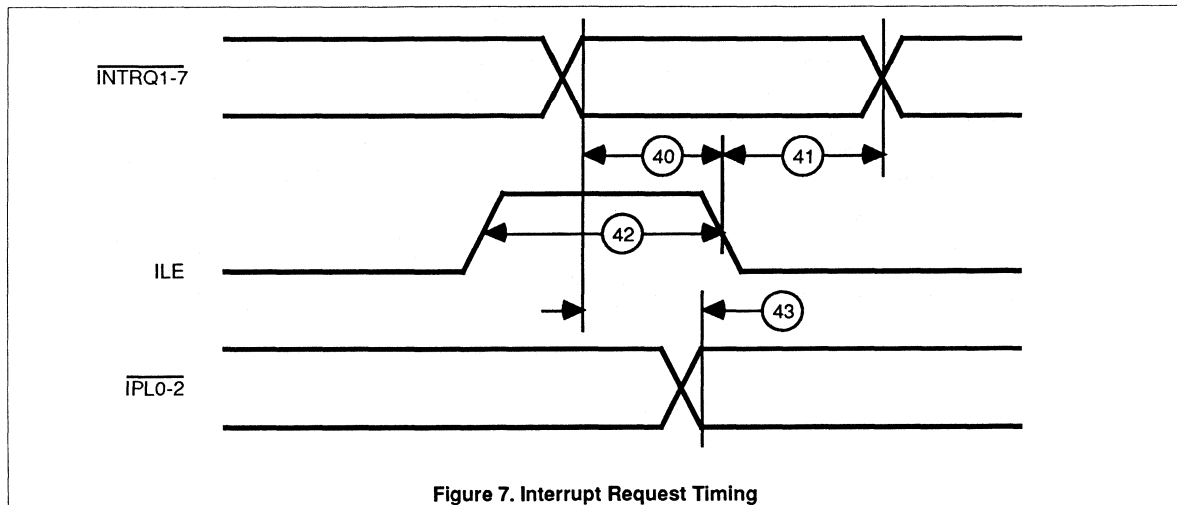 INTRQ1-7
40
41
42
ILE
43
IPL0-2
Figure 7. Interrupt Request Timing